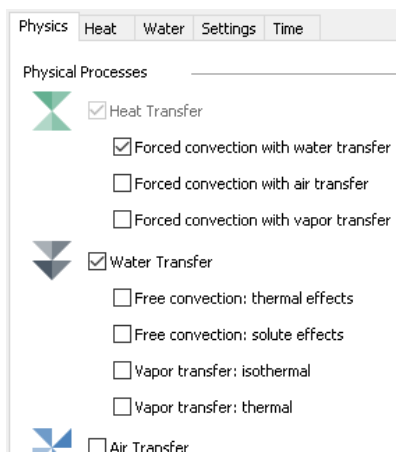 Physics Heat Water Settings Time
Physical Processes
Heat Transfer
Forced convection with water transfer
Forced convection with air transfer
Forced convection with vapor transfer
Water Transfer
Free convection: thermal effects
Free convection: solute effects
Vapor transfer: isothermal
Vapor transfer: thermal
Air Transfer